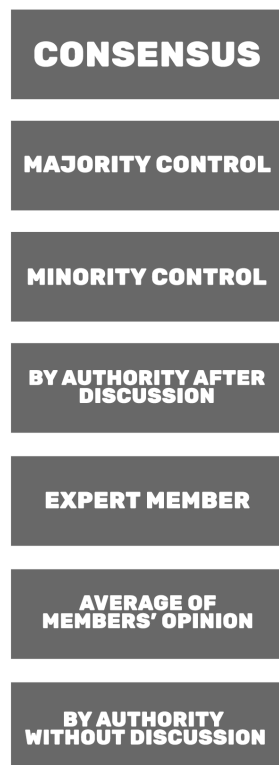 CONSENSUS
MAJORITY CONTROL
MINORITY CONTROL
BY AUTHORITY AFTER
DISCUSSION
EXPERT MEMBER
AVERAGE OF
MEMBERS' OPINION
BY AUTHORITY
WITHOUT DISCUSSION